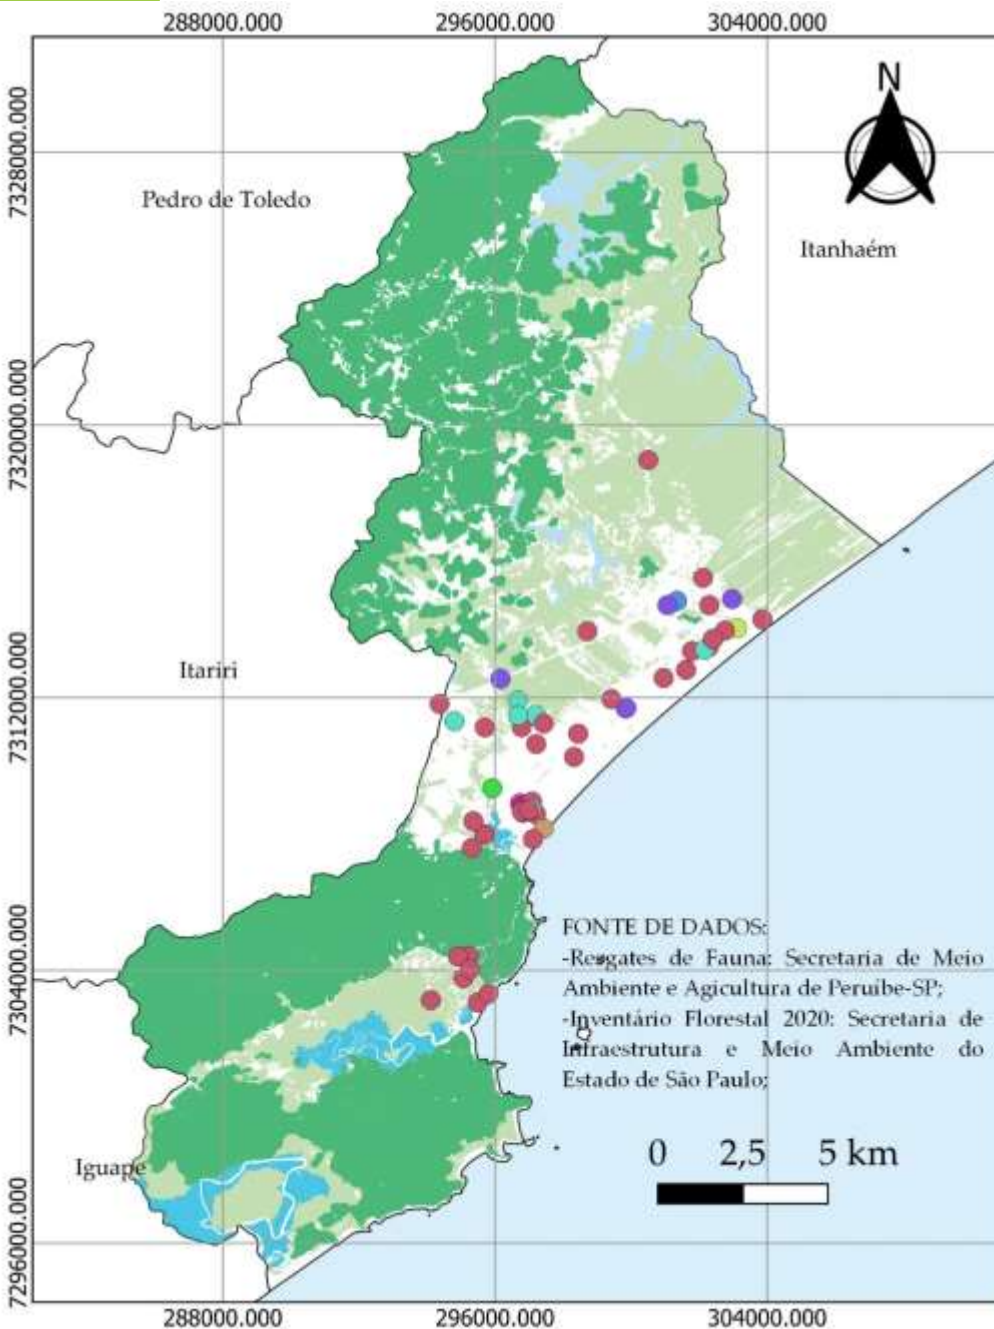 288000.000 296000.000 304000.000
N
7328000.000
Pedro de Toledo
Itanhaém
7320000.000
7312000.000
Itariri
FONTE DE DADOS:
-Resgates de Fauna: Secretaria de Meio
Ambiente e Agicultura de Peruíbe-SP;
-Inventário Florestal 2020: Secretaria de
Infraestrutura e Meio Ambiente do
Estado de São Paulo;
7304000.000
0 2,5 5 km
Iguape
7296000.000
288000.000 296000.000 304000.000